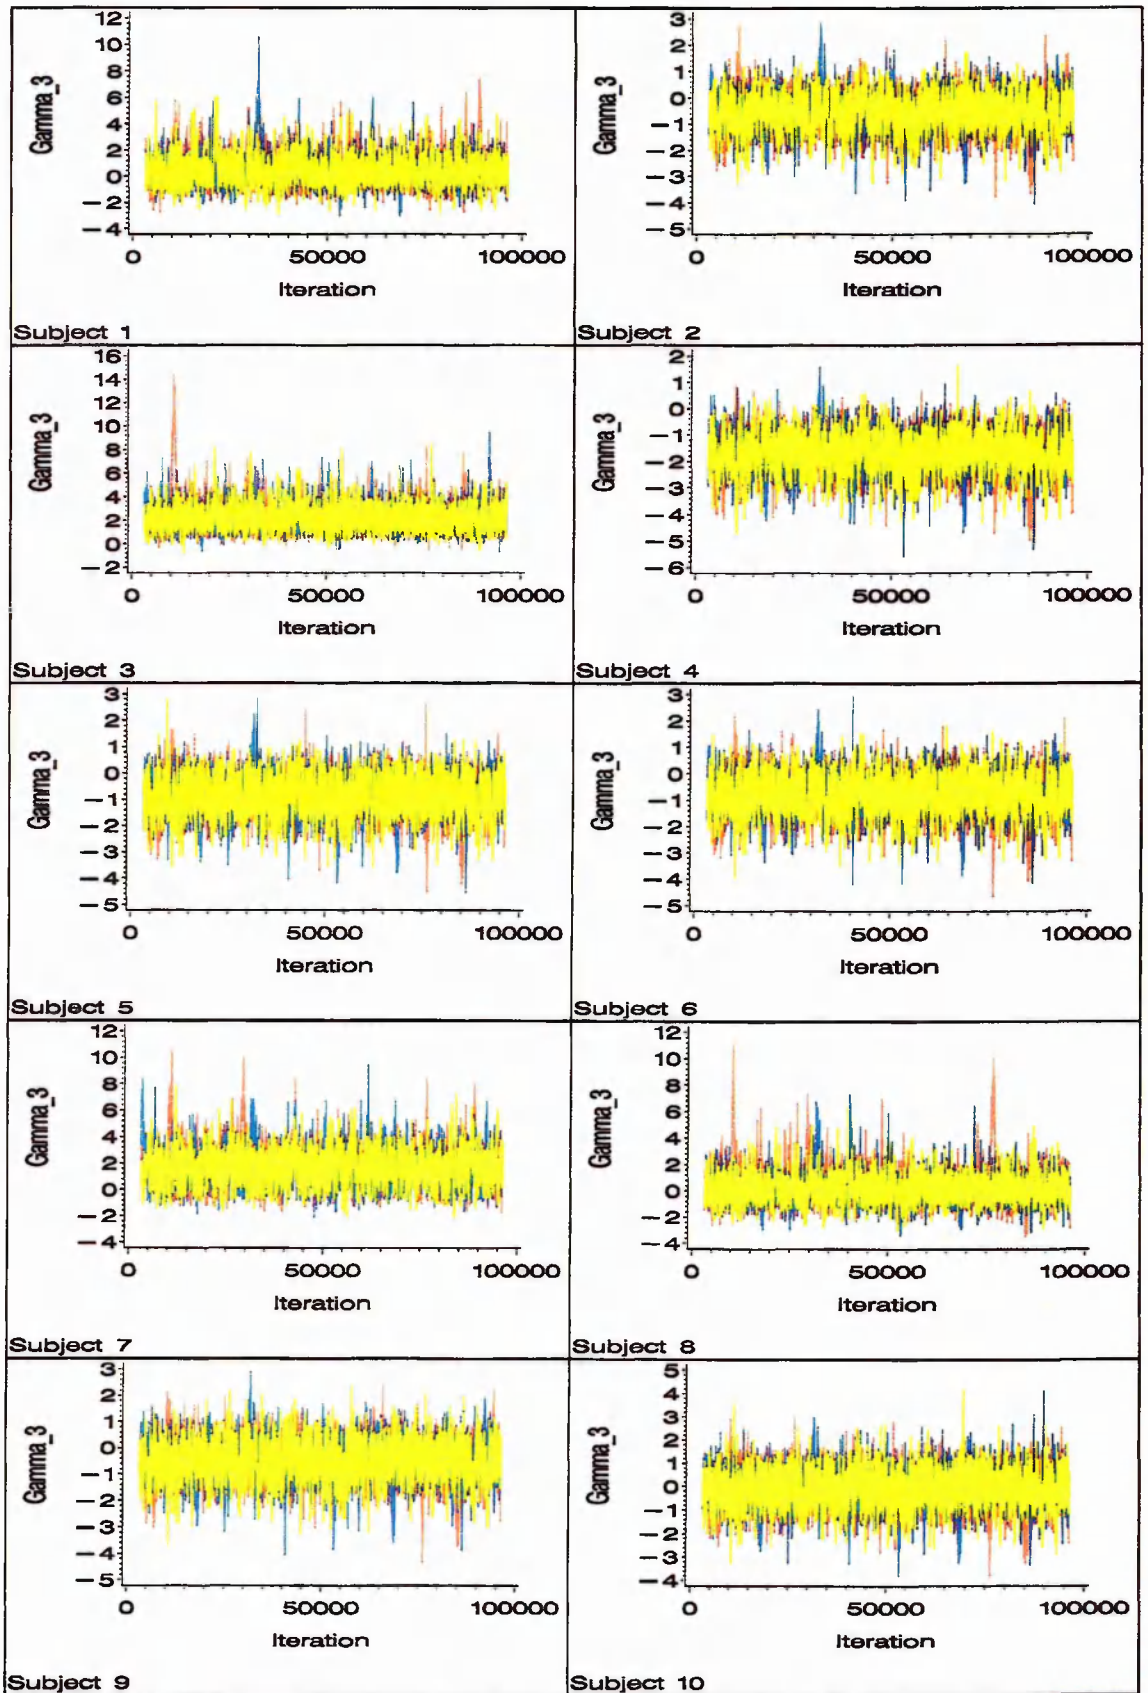 Gamma_3
12
10
8
6
4
2
0
−2
−4
0 50000 100000
Iteration
Subject 1
Gamma_3
3
2
1
0
−1
−2
−3
−4
−5
0 50000 100000
Iteration
Subject 2
Gamma_3
16
14
12
10
8
6
4
2
0
−2
0 50000 100000
Iteration
Subject 3
Gamma_3
2
1
0
−1
−2
−3
−4
−5
−6
0 50000 100000
Iteration
Subject 4
Gamma_3
3
2
1
0
−1
−2
−3
−4
−5
0 50000 100000
Iteration
Subject 5
Gamma_3
3
2
1
0
−1
−2
−3
−4
−5
0 50000 100000
Iteration
Subject 6
Gamma_3
12
10
8
6
4
2
0
−2
−4
0 50000 100000
Iteration
Subject 7
Gamma_3
12
10
8
6
4
2
0
−2
−4
0 50000 100000
Iteration
Subject 8
Gamma_3
3
2
1
0
−1
−2
−3
−4
−5
0 50000 100000
Iteration
Subject 9
Gamma_3
5
4
3
2
1
0
−1
−2
−3
−4
0 50000 100000
Iteration
Subject 10